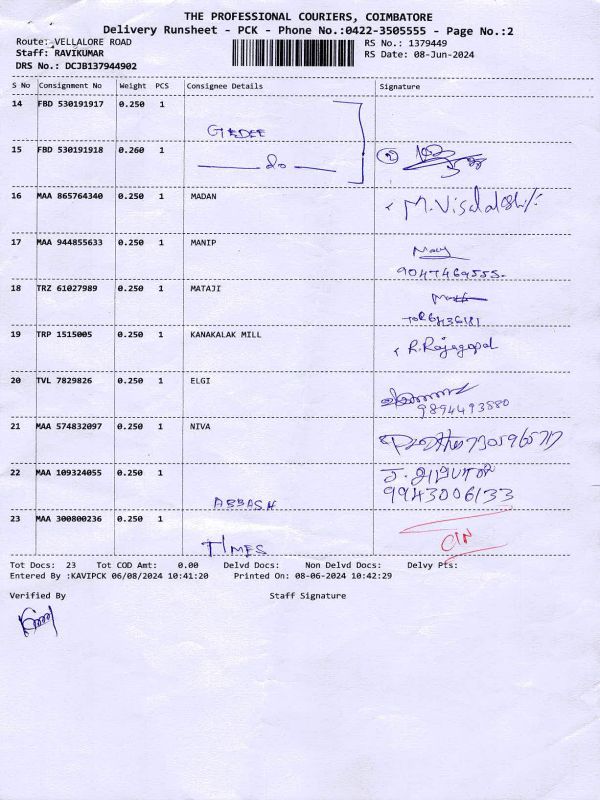 THE PROFESSIONAL COURIERS, COIMBATORE
Delivery Runsheet - PCK - Phone No.:0422-3505555 - Page No.:2
Route: VELLALORE ROAD RS No.: 1379449
Staff: RAVIKUMAR RS Date: 08-Jun-2024
DRS No.: DCJB137944902
S No Consignment No Weight PCS Consignee Details Signature
14 FBD 530191917 0.250 1
15 FBD 530191918 0.260 1 do
16 MAA 865764340 0.250 1 MADAN
17 MAA 944855633 0.250 1 MANIP
9047469555
18 TRZ 61027989 0.250 1 MATAJI
19 TRP 1515005 0.250 1 KANAKALAK MILL R. Rajagopal
20 TVL 7829826 0.250 1 ELGI
9894493880
21 MAA 574832097 0.250 1 NIVA 7305965717
22 MAA 109324055 0.250 1
ABBASH 9943006133
23 MAA 300800236 0.250 1
TIMES
Tot Docs: 23 Tot COD Amt: 0.00 Delvd Docs: Non Delvd Docs: Delvy Pts:
Entered By :KAVIPCK 06/08/2024 10:41:20 Printed On: 08-06-2024 10:42:29
Verified By Staff Signature